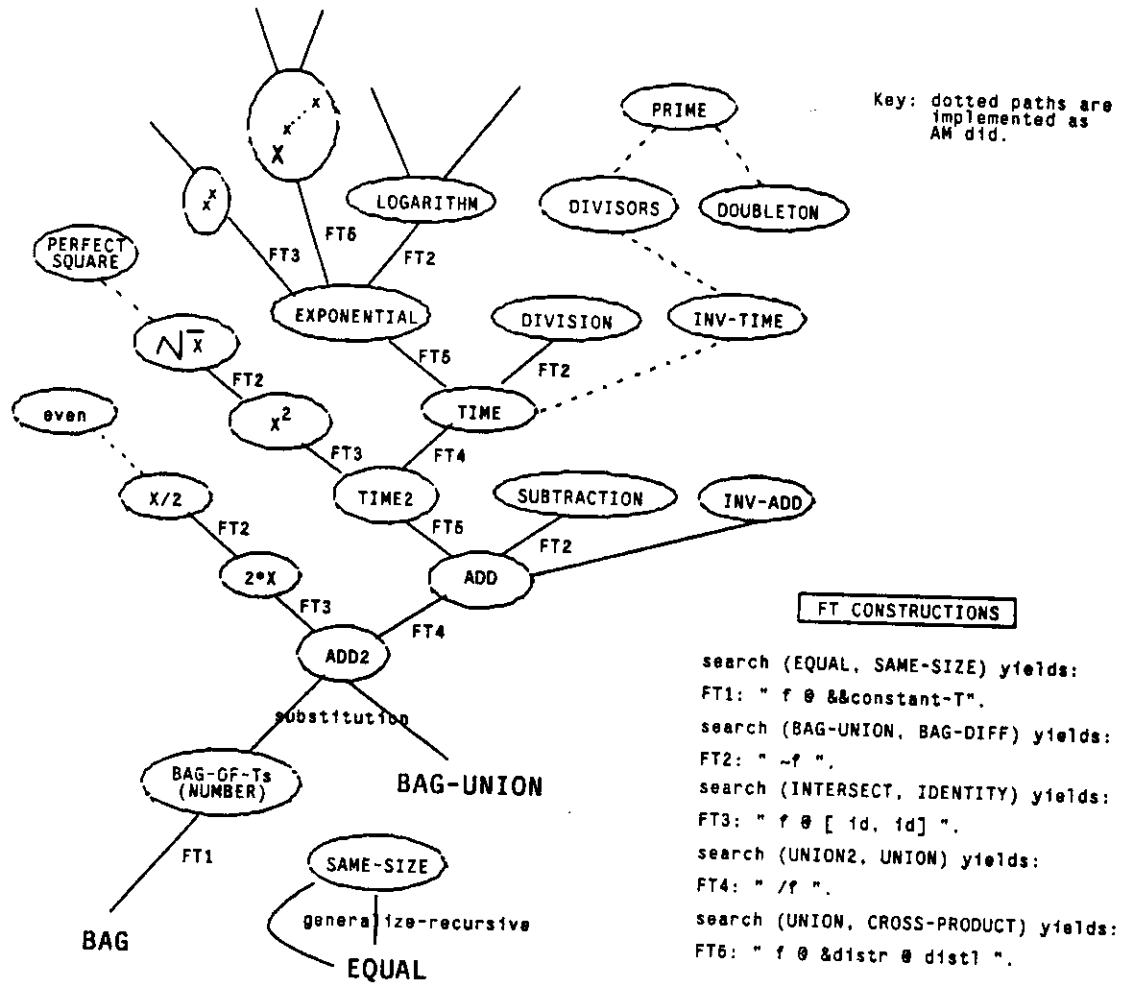 PRIME
Key: dotted paths are
implemented as
AM did.
x
x
X
x
x
LOGARITHM
DIVISORS
DOUBLETON
FT3
FT5
FT2
PERFECT
SQUARE
EXPONENTIAL
DIVISION
INV-TIME
√x
FT5
FT2
FT2
even
X²
TIME
FT3
FT4
X/2
TIME2
SUBTRACTION
INV-ADD
FT2
FT5
FT2
2*X
ADD
FT3
FT4
ADD2
substitution
BAG-OF-Ts
(NUMBER)
BAG-UNION
FT1
SAME-SIZE
generalize-recursive
BAG
EQUAL
FT CONSTRUCTIONS
search (EQUAL, SAME-SIZE) yields:
FT1: " f @ &&constant-T".
search (BAG-UNION, BAG-DIFF) yields:
FT2: " ~f ".
search (INTERSECT, IDENTITY) yields:
FT3: " f @ [ id, id] ".
search (UNION2, UNION) yields:
FT4: " /f ".
search (UNION, CROSS-PRODUCT) yields:
FT5: " f @ &distr @ distl ".